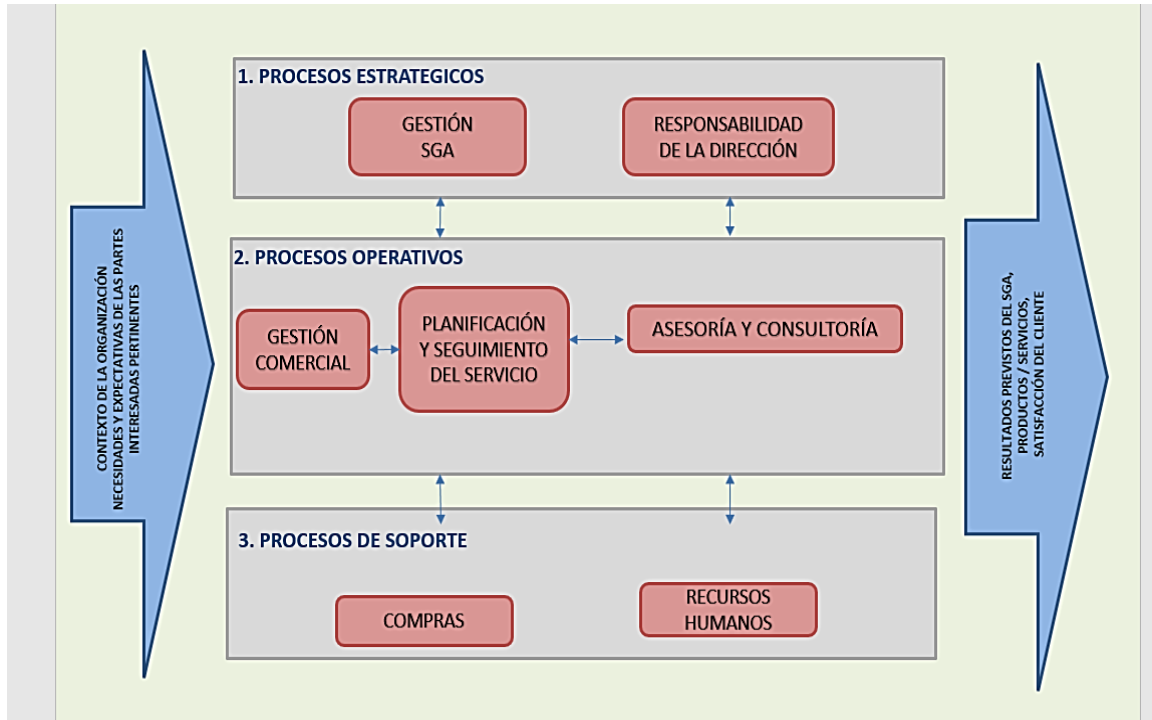 CONTEXTO DE LA ORGANIZACIÓN
NECESIDADES Y EXPECTATIVAS DE LAS PARTES
INTERESADAS PERTINENTES
1. PROCESOS ESTRATEGICOS
GESTIÓN
SGA
RESPONSABILIDAD
DE LA DIRECCIÓN
2. PROCESOS OPERATIVOS
GESTIÓN
COMERCIAL
PLANIFICACIÓN
Y SEGUIMIENTO
DEL SERVICIO
ASESORÍA Y CONSULTORÍA
3. PROCESOS DE SOPORTE
COMPRAS
RECURSOS
HUMANOS
RESULTADOS PREVISTOS DEL SGA,
PRODUCTOS / SERVICIOS,
SATISFACCIÓN DEL CLIENTE